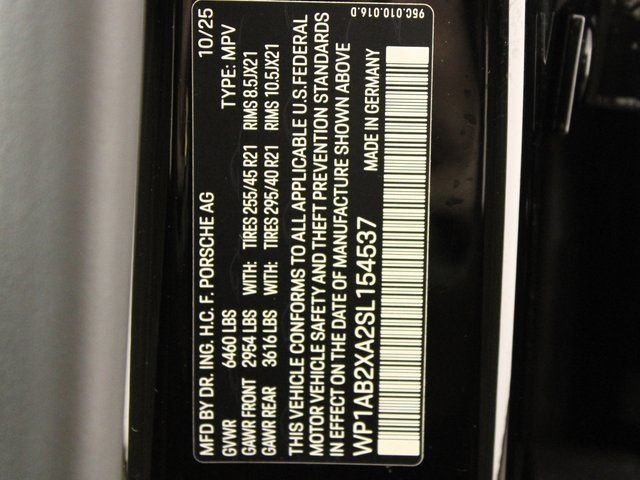 95C.010.016.D
MFD BY DR. ING. H.C. F. PORSCHE AG 10/25
GVWR 6460 LBS TYPE: MPV
GAWR FRONT 2954 LBS WITH: TIRES 255/45 R21 RIMS 8.5JX21
GAWR REAR 3616 LBS WITH: TIRES 295/40 R21 RIMS 10.5JX21
THIS VEHICLE CONFORMS TO ALL APPLICABLE U.S. FEDERAL
MOTOR VEHICLE SAFETY AND THEFT PREVENTION STANDARDS
IN EFFECT ON THE DATE OF MANUFACTURE SHOWN ABOVE
WP1AB2XA2SL154537 MADE IN GERMANY